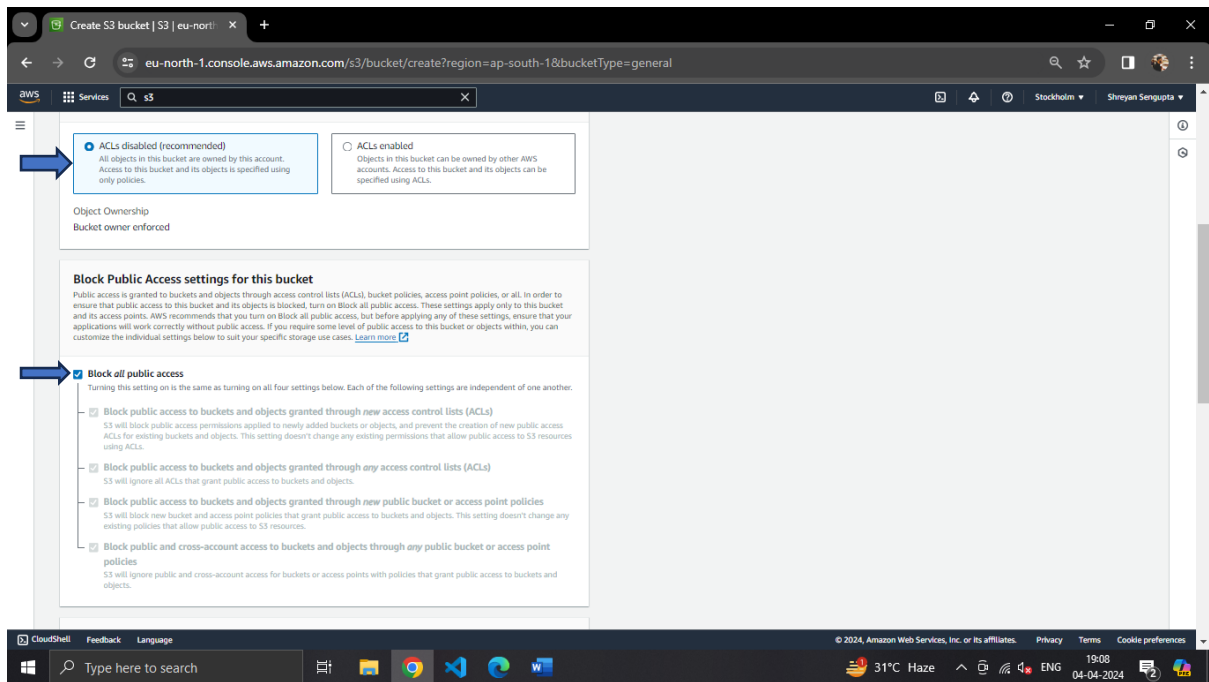 Create S3 bucket | S3 | eu-north
eu-north-1.console.aws.amazon.com/s3/bucket/create?region=ap-south-1&bucketType=general
aws
Services
s3
Stockholm
Shreyan Sengupta
ACLs disabled (recommended)
All objects in this bucket are owned by this account.
Access to this bucket and its objects is specified using
only policies.
ACLs enabled
Objects in this bucket can be owned by other AWS
accounts. Access to this bucket and its objects can be
specified using ACLs.
Object Ownership
Bucket owner enforced
Block Public Access settings for this bucket
Public access is granted to buckets and objects through access control lists (ACLs), bucket policies, access point policies, or all. In order to
ensure that public access to this bucket and its objects is blocked, turn on Block all public access. These settings apply only to this bucket
and its access points. AWS recommends that you turn on Block all public access, but before applying any of these settings, ensure that your
applications will work correctly without public access. If you require some level of public access to this bucket or objects within, you can
customize the individual settings below to suit your specific storage use cases. Learn more
Block all public access
Turning this setting on is the same as turning on all four settings below. Each of the following settings are independent of one another.
Block public access to buckets and objects granted through new access control lists (ACLs)
S3 will block public access permissions applied to newly added buckets or objects, and prevent the creation of new public access
ACLs for existing buckets and objects. This setting doesn't change any existing permissions that allow public access to S3 resources
using ACLs.
Block public access to buckets and objects granted through any access control lists (ACLs)
S3 will ignore all ACLs that grant public access to buckets and objects.
Block public access to buckets and objects granted through new public bucket or access point policies
S3 will block new bucket and access point policies that grant public access to buckets and objects. This setting doesn't change any
existing policies that allow public access to S3 resources.
Block public and cross-account access to buckets and objects through any public bucket or access point
policies
S3 will ignore public and cross-account access for buckets or access points with policies that grant public access to buckets and
objects.
CloudShell
Feedback
Language
© 2024, Amazon Web Services, Inc. or its affiliates.
Privacy
Terms
Cookie preferences
Type here to search
31°C Haze
ENG
19:08
04-04-2024